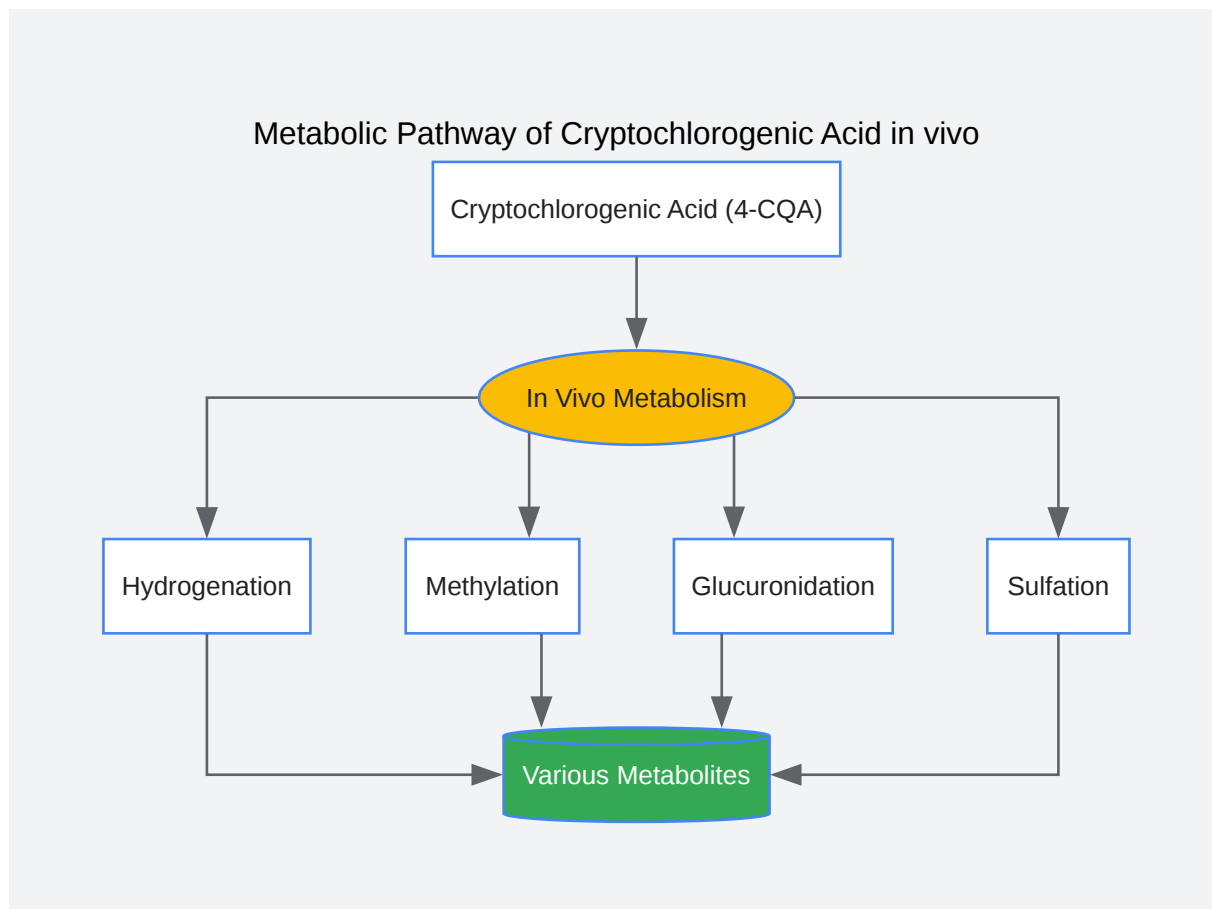 Metabolic Pathway of Cryptochlorogenic Acid in vivo
Cryptochlorogenic Acid (4-CQA)
In Vivo Metabolism
Hydrogenation
Methylation
Glucuronidation
Sulfation
Various Metabolites